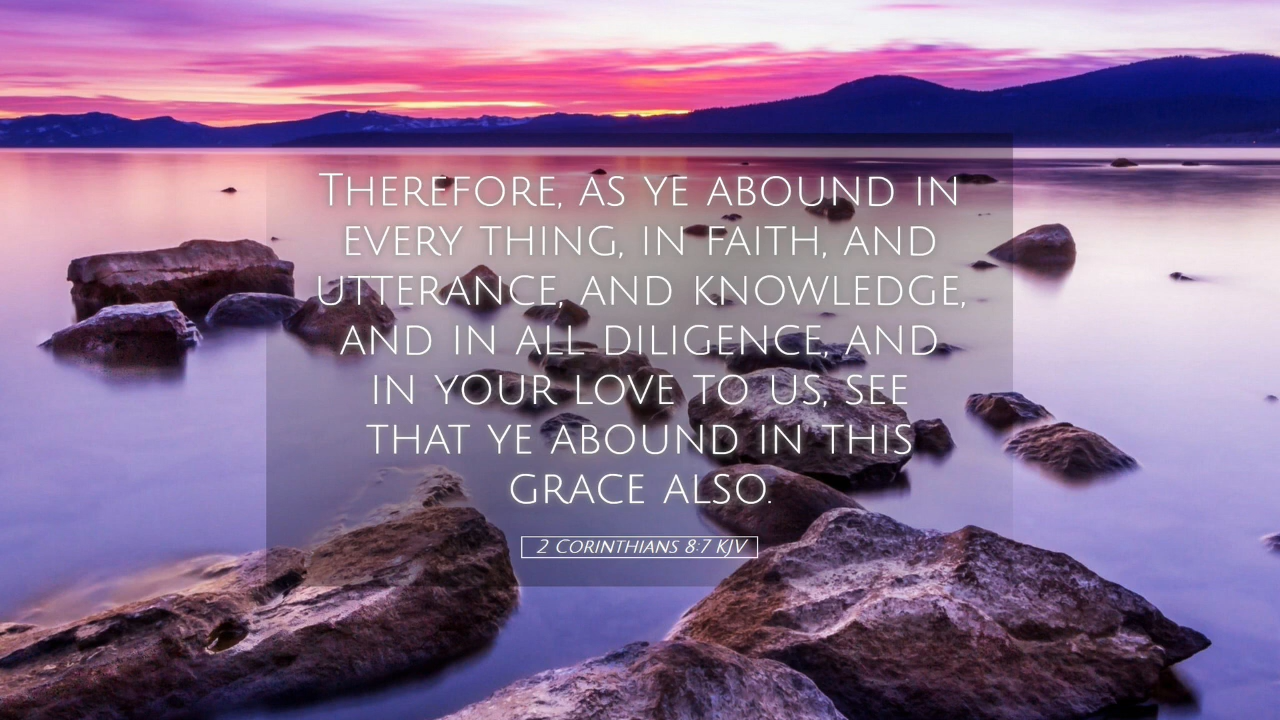 Therefore, as ye abound in
every thing, in faith, and
utterance, and knowledge,
and in all diligence, and
in your love to us, see
that ye abound in this
grace also.
2 Corinthians 8:7 KJV